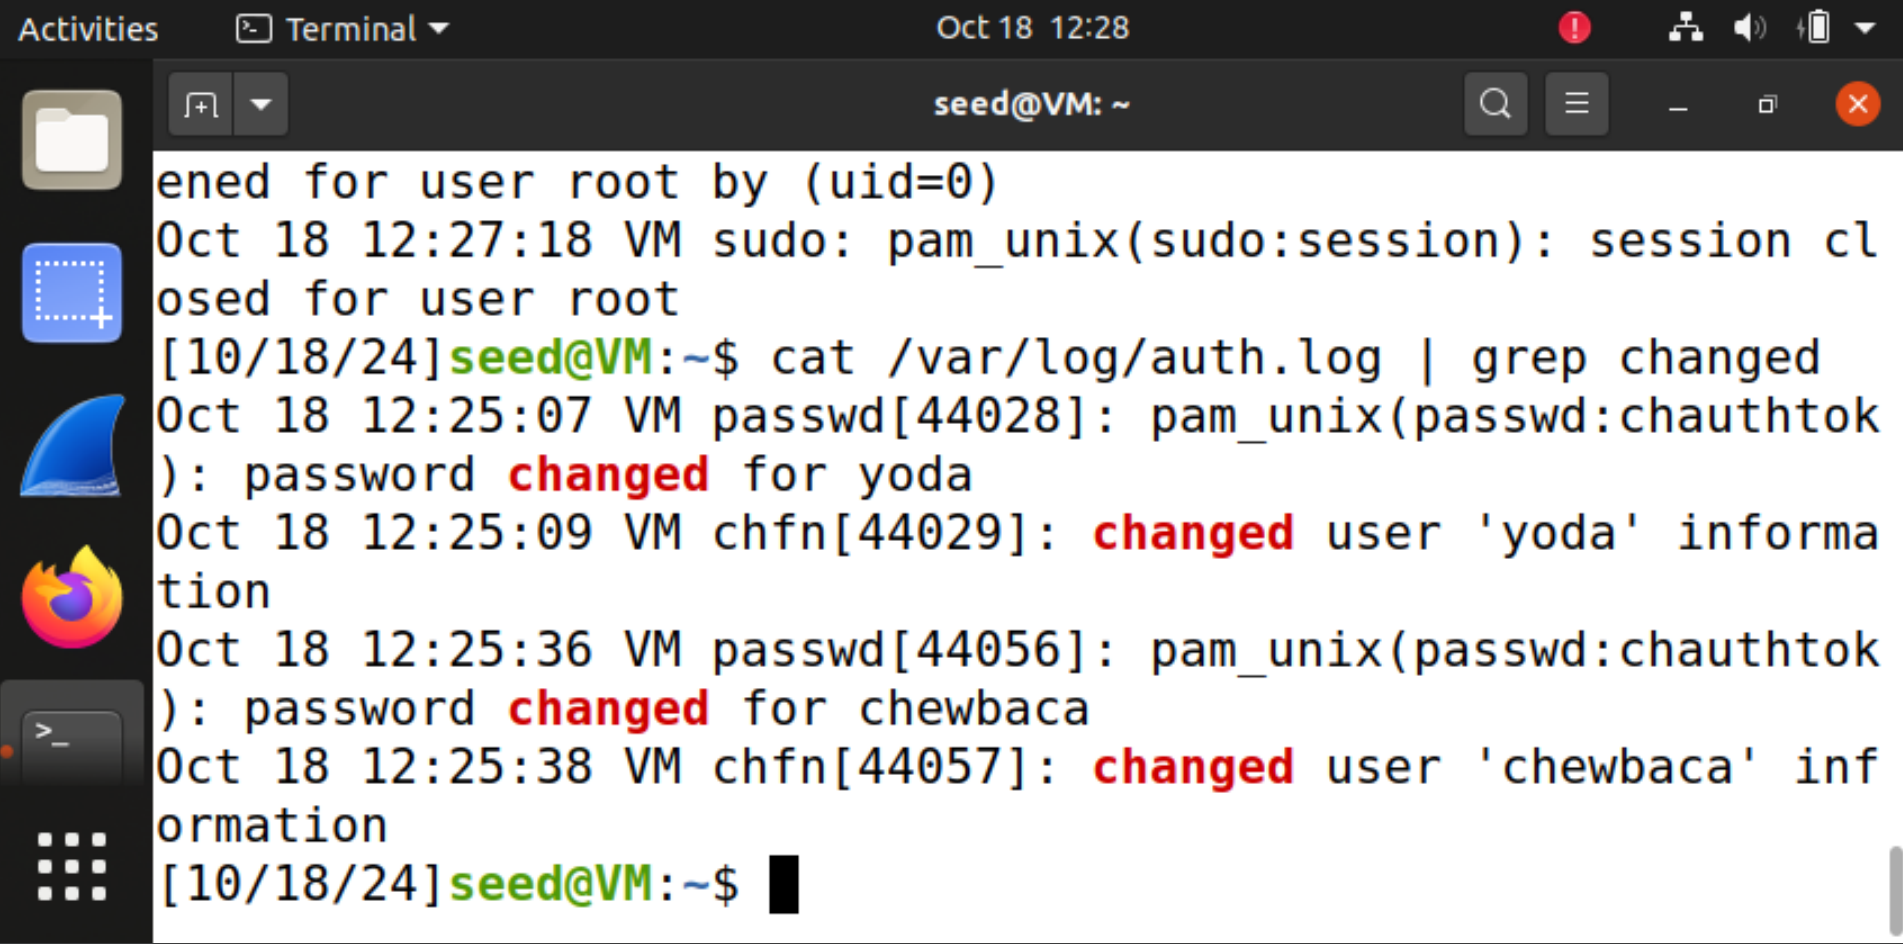 Activities Terminal Oct 18 12:28
seed@VM: ~
ened for user root by (uid=0)
Oct 18 12:27:18 VM sudo: pam_unix(sudo:session): session cl
osed for user root
[10/18/24]seed@VM:~$ cat /var/log/auth.log | grep changed
Oct 18 12:25:07 VM passwd[44028]: pam_unix(passwd:chauthtok
): password changed for yoda
Oct 18 12:25:09 VM chfn[44029]: changed user 'yoda' informa
tion
Oct 18 12:25:36 VM passwd[44056]: pam_unix(passwd:chauthtok
): password changed for chewbaca
Oct 18 12:25:38 VM chfn[44057]: changed user 'chewbaca' inf
ormation
[10/18/24]seed@VM:~$